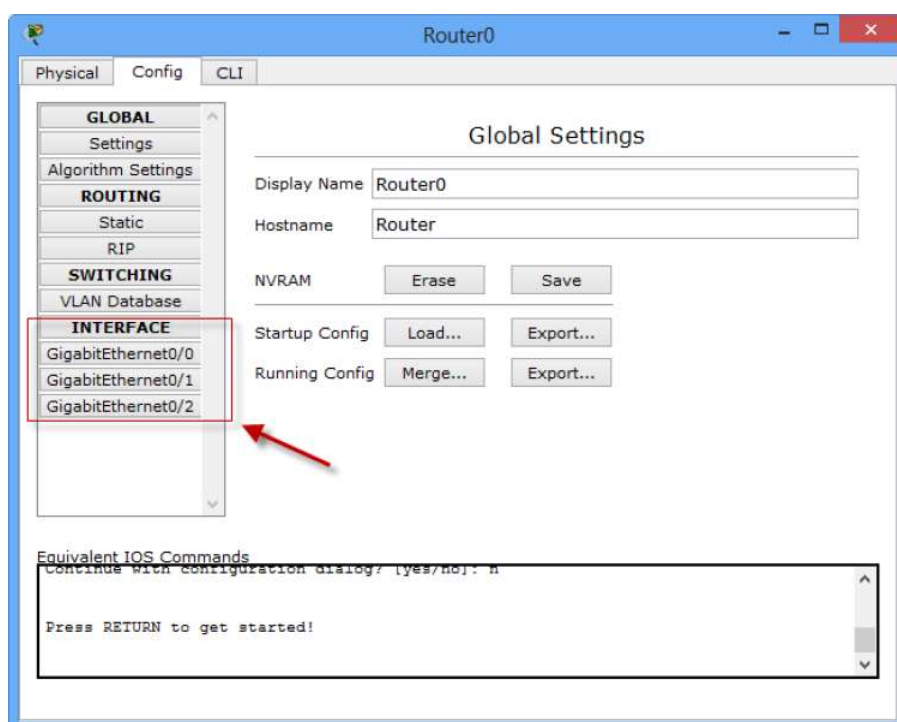 Router0
Physical Config CLI
GLOBAL
Settings
Algorithm Settings
ROUTING
Static
RIP
SWITCHING
VLAN Database
INTERFACE
GigabitEthernet0/0
GigabitEthernet0/1
GigabitEthernet0/2
Global Settings
Display Name Router0
Hostname Router
NVRAM Erase Save
Startup Config Load... Export...
Running Config Merge... Export...
Equivalent IOS Commands
Continue with configuration dialog? [yes/no]: n
Press RETURN to get started!